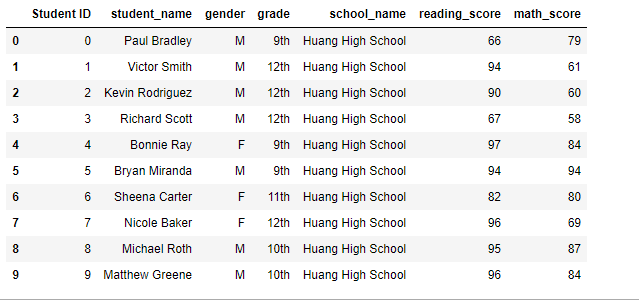 Student ID student_name gender grade school_name reading_score math_score
0 0 Paul Bradley M 9th Huang High School 66 79
1 1 Victor Smith M 12th Huang High School 94 61
2 2 Kevin Rodriguez M 12th Huang High School 90 60
3 3 Richard Scott M 12th Huang High School 67 58
4 4 Bonnie Ray F 9th Huang High School 97 84
5 5 Bryan Miranda M 9th Huang High School 94 94
6 6 Sheena Carter F 11th Huang High School 82 80
7 7 Nicole Baker F 12th Huang High School 96 69
8 8 Michael Roth M 10th Huang High School 95 87
9 9 Matthew Greene M 10th Huang High School 96 84